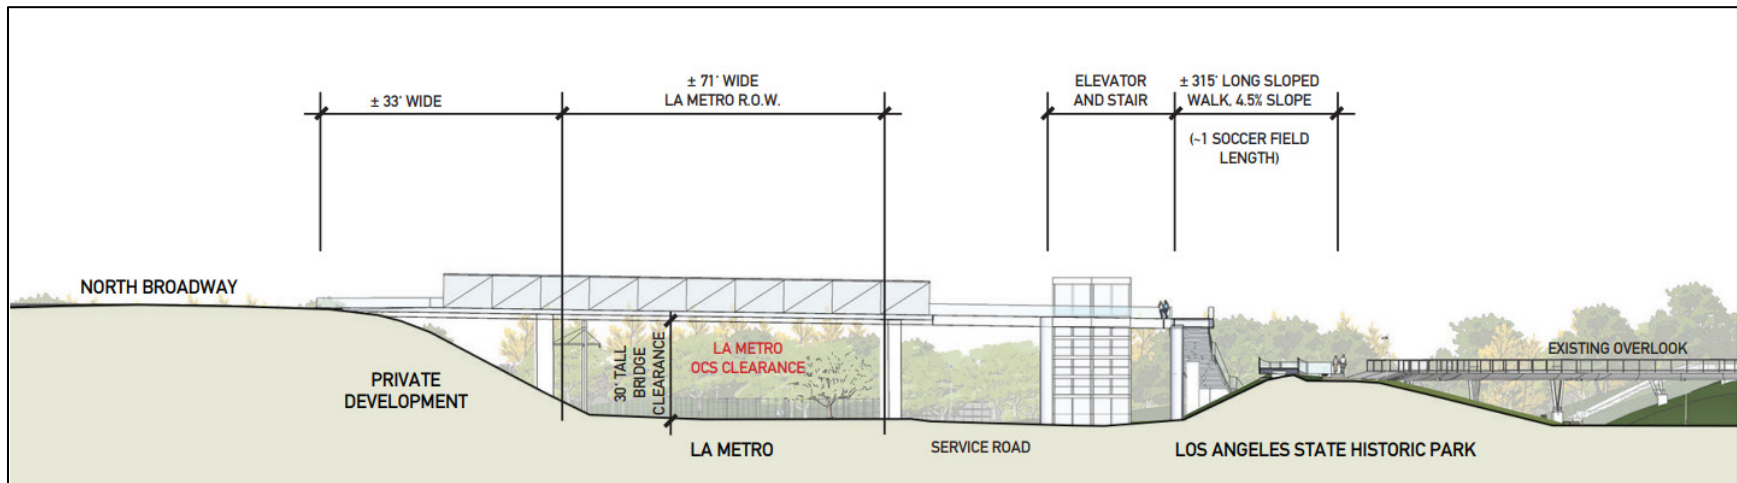 ± 33' WIDE
± 71' WIDE
LA METRO R.O.W.
ELEVATOR
AND STAIR
± 315' LONG SLOPED
WALK, 4.5% SLOPE
(~1 SOCCER FIELD
LENGTH)
NORTH BROADWAY
PRIVATE
DEVELOPMENT
30' TALL
BRIDGE
CLEARANCE
LA METRO
OCS CLEARANCE
LA METRO
SERVICE ROAD
EXISTING OVERLOOK
LOS ANGELES STATE HISTORIC PARK